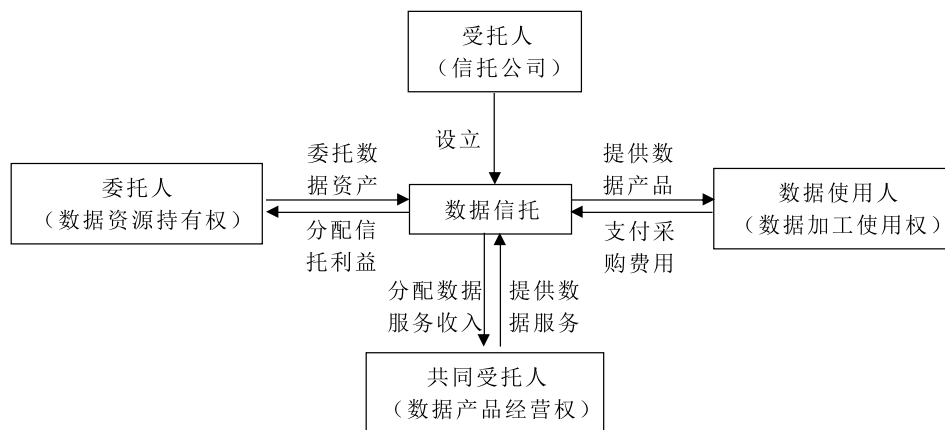 受托人
（信托公司）
设立
委托数
据资产
提供数
据产品
委托人
（数据资源持有权）
数据信托
数据使用人
（数据加工使用权）
分配信
托利益
支付采
购费用
分配数据
服务收入
提供数
据服务
共同受托人
（数据产品经营权）